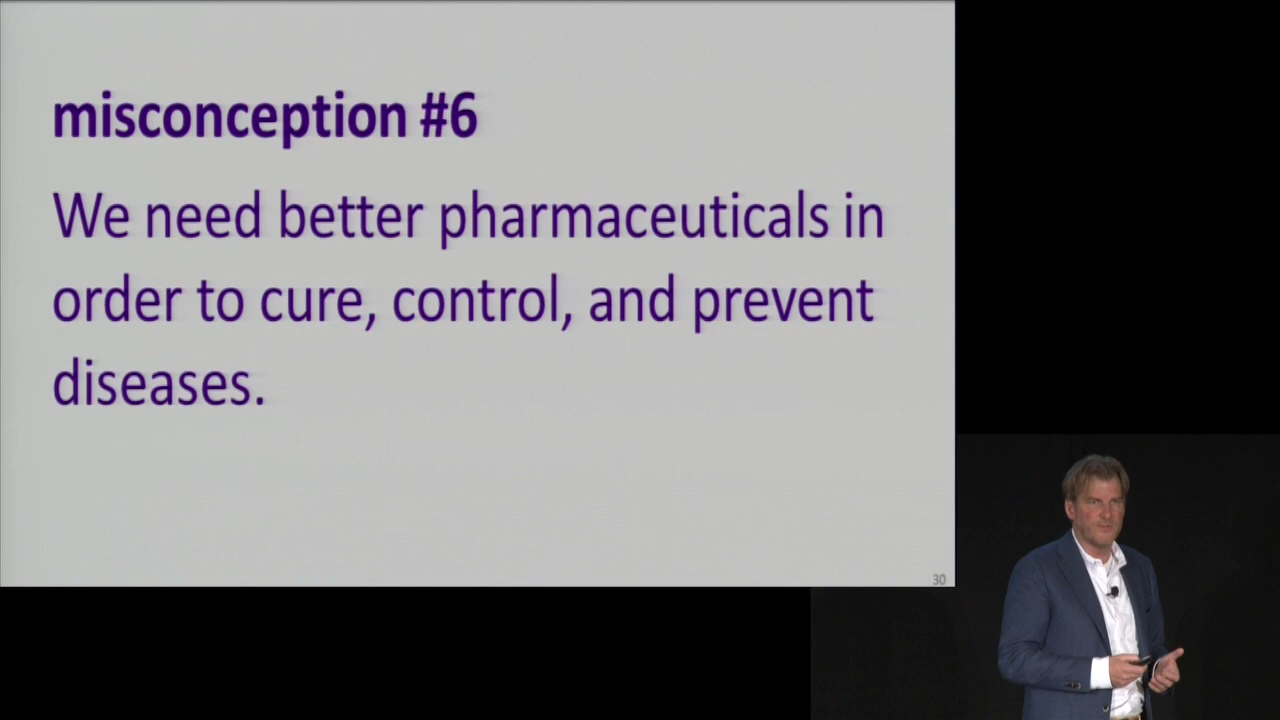 misconception #6
We need better pharmaceuticals in
order to cure, control, and prevent
diseases.
30